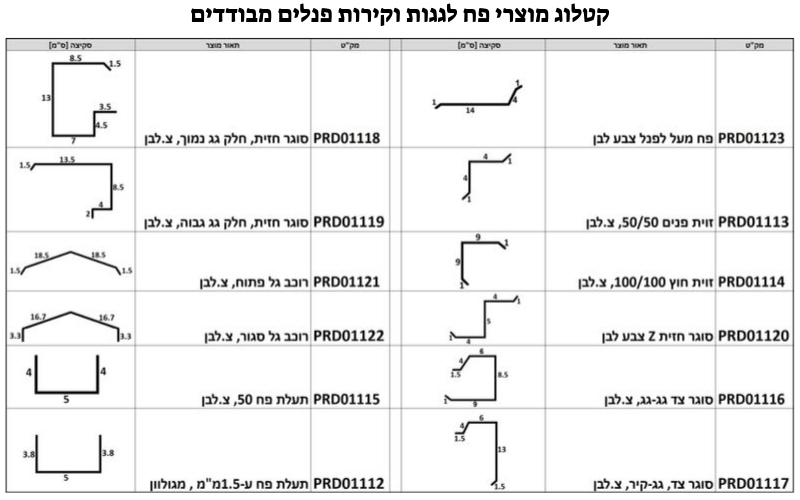 קטלוג מוצרי פח לגגות וקירות פנלים מבודדים
מק"ט תאור מוצר סקיצה [ס"מ] מק"ט תאור מוצר סקיצה [ס"מ]
PRD01123 פח מעל לפנל צבע לבן 1 14 4 1
PRD01118 סוגר חזית, חלק גג נמוך, צ.לבן 8.5 1.5 13 3.5 4.5 7
PRD01113 זוית פנים 50/50, צ.לבן 4 1 4 1
PRD01119 סוגר חזית, חלק גג גבוה, צ.לבן 13.5 1.5 8.5 4 2
PRD01114 זוית חוץ 100/100, צ.לבן 9 1 9 1
PRD01121 רוכב גל פתוח, צ.לבן 18.5 18.5 1.5 1.5
PRD01120 סוגר חזית Z צבע לבן 4 1 5 1 4
PRD01122 רוכב גל סגור, צ.לבן 16.7 16.7 3.3 3.3
PRD01116 סוגר צד גג-גג, צ.לבן 6 4 1.5 8.5 1 9
PRD01115 תעלת פח 50, צ.לבן 4 4 5
PRD01117 סוגר צד, גג-קיר, צ.לבן 6 4 1.5 13 1.5
PRD01112 תעלת פח ע-1.5מ"מ , מגולוון 3.8 3.8 5